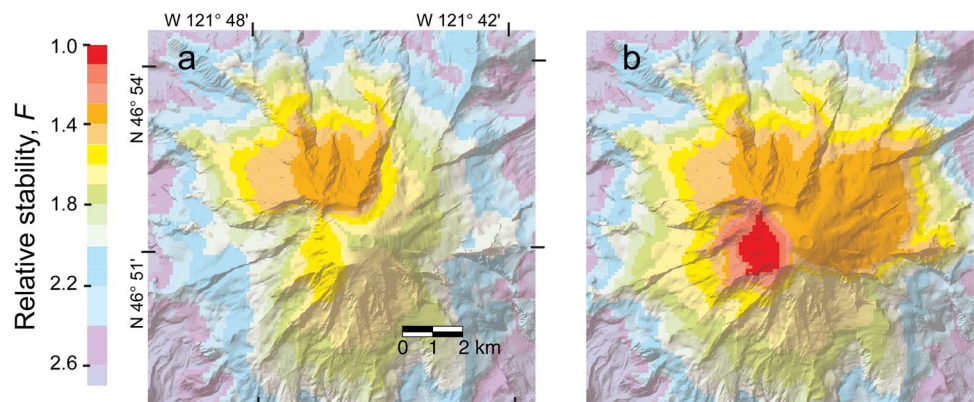 W 121° 48'
W 121° 42'
a
b
1.0
1.4
1.8
2.2
2.6
Relative stability, F
N 46° 54'
N 46° 51'
0 1 2 km